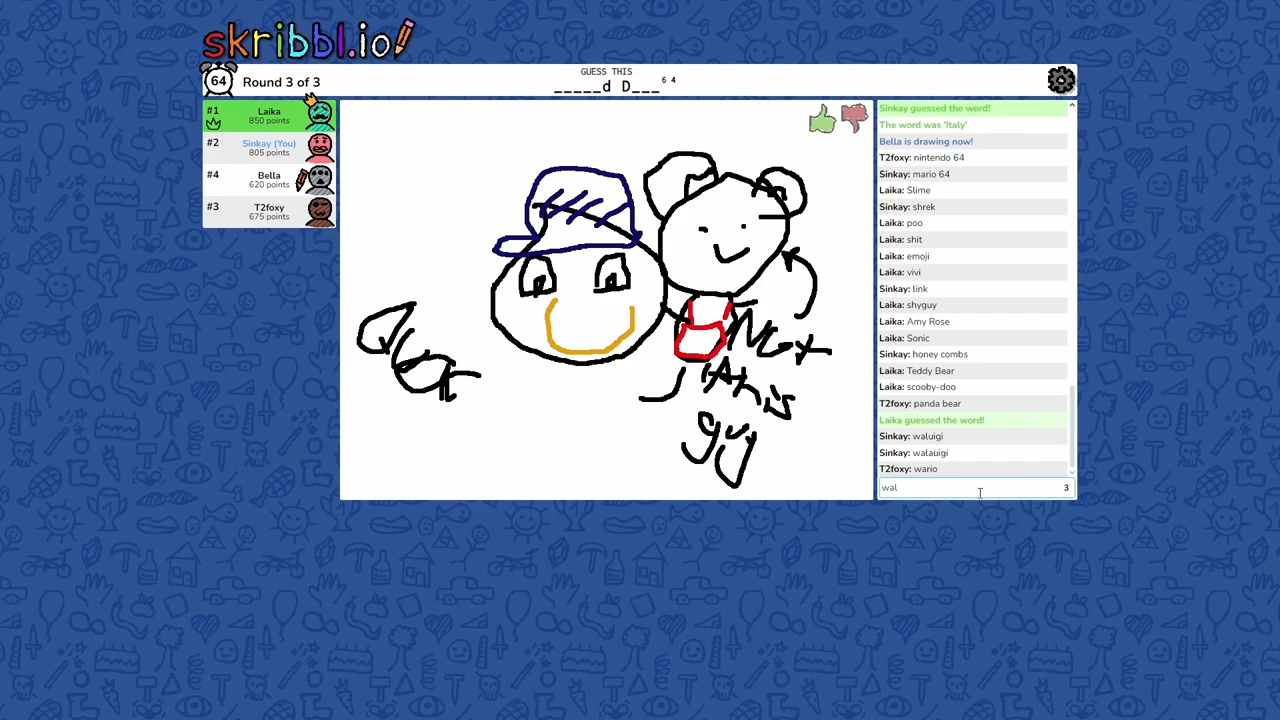 skribbl.io
64
Round 3 of 3
GUESS THIS
_____d D___ 6 4
#1
Laika
850 points
#2
Sinkay (You)
805 points
#4
Bella
620 points
#3
T2foxy
675 points
Not
this
guy
Sinkay guessed the word!
The word was 'Italy'
Bella is drawing now!
T2foxy: nintendo 64
Sinkay: mario 64
Laika: Slime
Sinkay: shrek
Laika: poo
Laika: shit
Laika: emoji
Laika: vivi
Sinkay: link
Laika: shyguy
Laika: Amy Rose
Laika: Sonic
Sinkay: honey combs
Laika: Teddy Bear
Laika: scooby-doo
T2foxy: panda bear
Laika guessed the word!
Sinkay: waluigi
Sinkay: walauigi
T2foxy: wario
wal
3